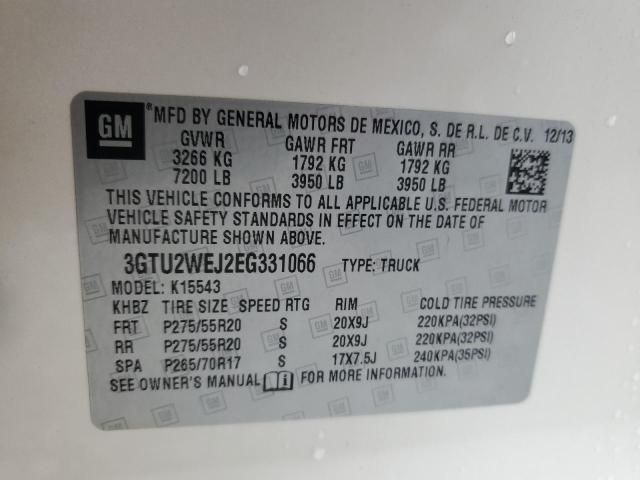 GM ®MFD BY GENERAL MOTORS DE MEXICO, S. DE R.L. DE C.V. 12/13
GVWR GAWR FRT GAWR RR
3266 KG 1792 KG 1792 KG
7200 LB 3950 LB 3950 LB
THIS VEHICLE CONFORMS TO ALL APPLICABLE U.S. FEDERAL MOTOR
VEHICLE SAFETY STANDARDS IN EFFECT ON THE DATE OF
MANUFACTURE SHOWN ABOVE.
3GTU2WEJ2EG331066 TYPE: TRUCK
MODEL: K15543
KHBZ TIRE SIZE SPEED RTG RIM COLD TIRE PRESSURE
FRT P275/55R20 S 20X9J 220KPA(32PSI)
RR P275/55R20 S 20X9J 220KPA(32PSI)
SPA P265/70R17 S 17X7.5J 240KPA(35PSI)
SEE OWNER'S MANUAL i FOR MORE INFORMATION.